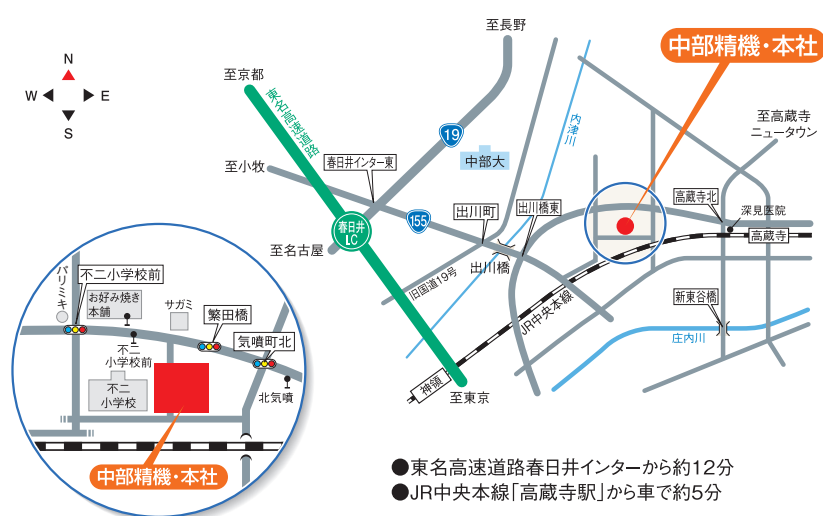 N
W
E
S
至長野
中部精機・本社
至京都
東名高速道路
19
内津川
至高蔵寺
ニュータウン
中部大
至小牧
春日井インター東
155
春日井
I.C
出川町
出川橋東
高蔵寺北
深見医院
高蔵寺
至名古屋
出川橋
旧国道19号
JR中央本線
新東谷橋
庄内川
神領
至東京
パリミキ
不二小学校前
お好み焼き
本舗
サガミ
繁田橋
気噴町北
不二
小学校前
不二
小学校
北気噴
中部精機・本社
●東名高速道路春日井インターから約12分
●JR中央本線「高蔵寺駅」から車で約5分